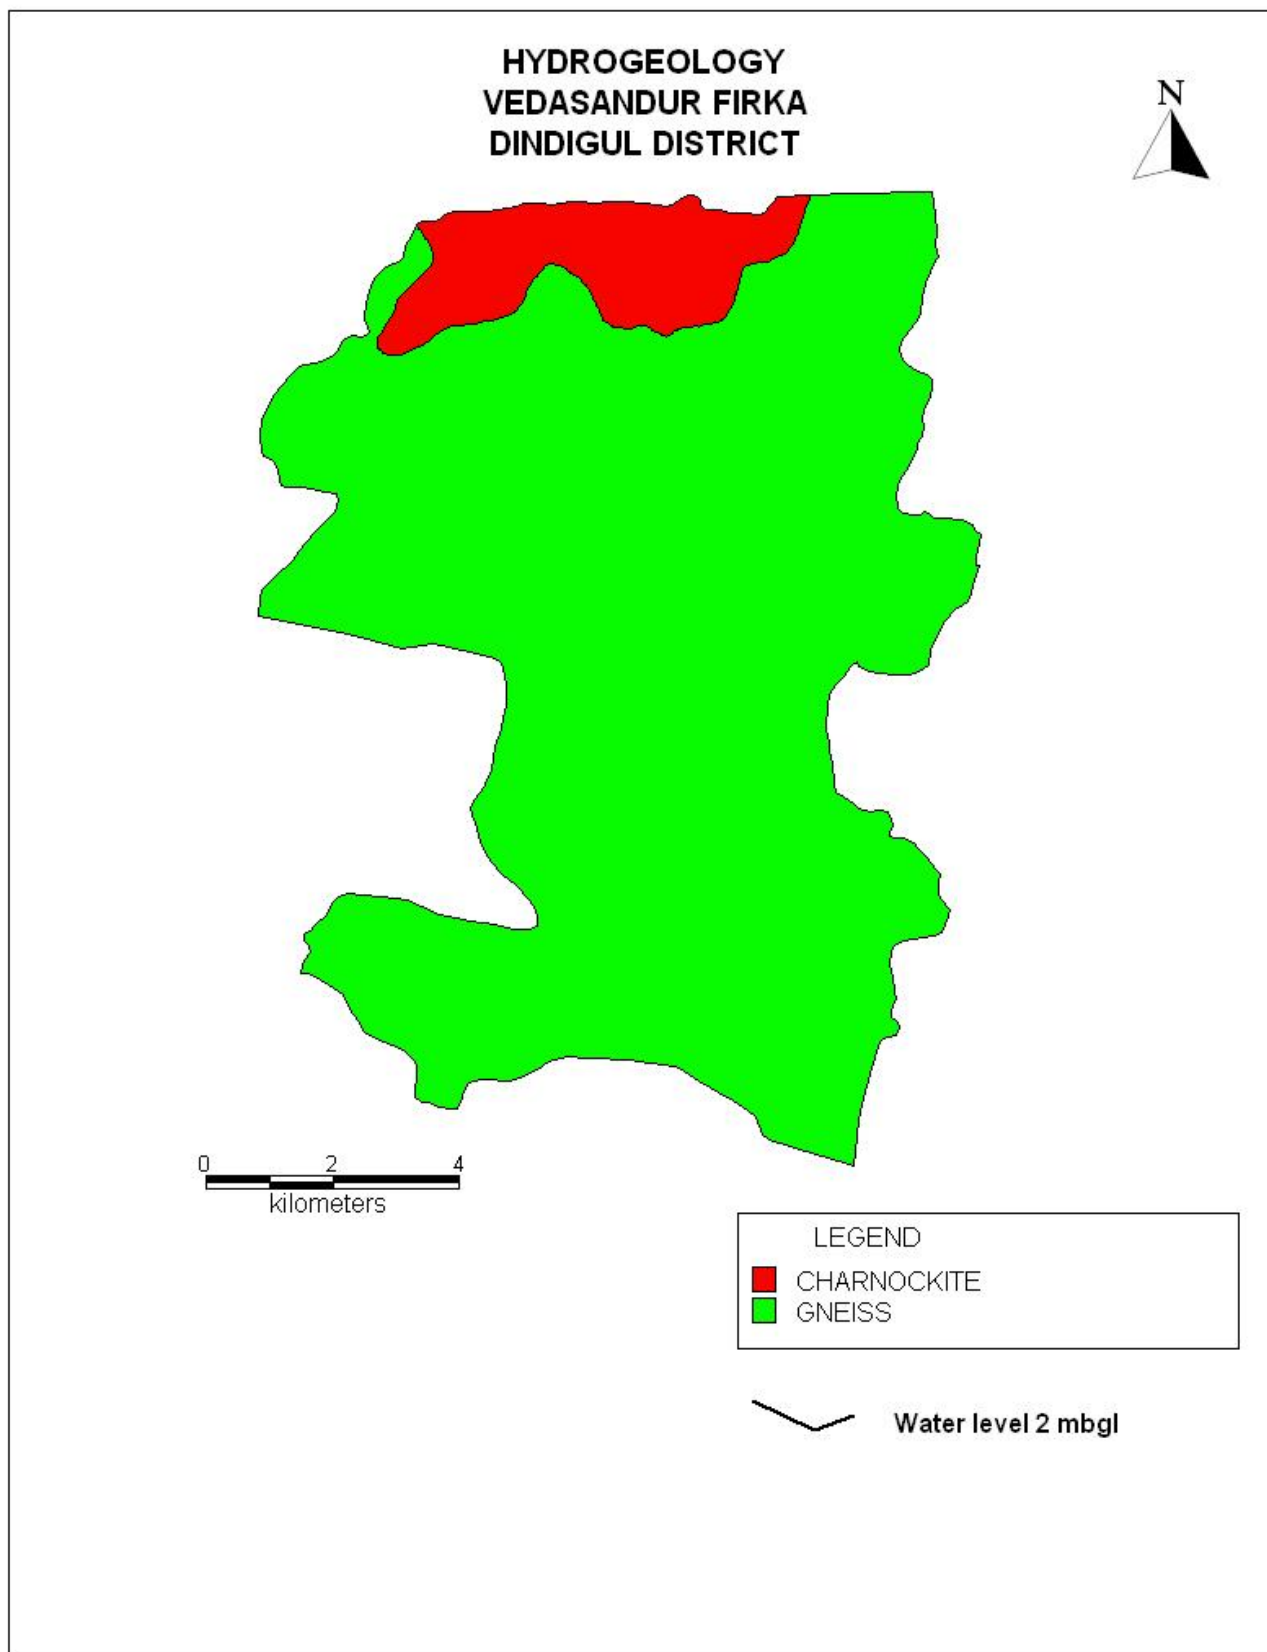 HYDROGEOLOGY
VEDASANDUR FIRKA
DINDIGUL DISTRICT
N
0 2 4
kilometers
LEGEND
CHARNOCKITE
GNEISS
Water level 2 mbgl